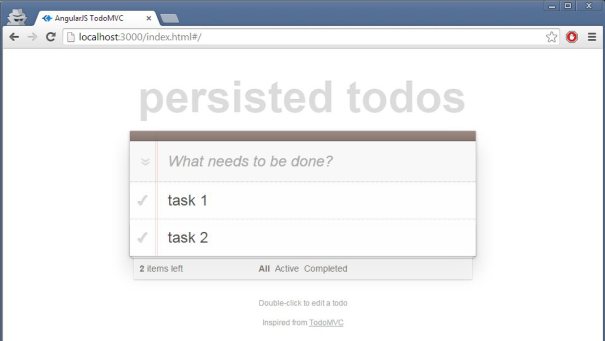 AngularJS TodoMVC
localhost:3000/index.html#/
persisted todos
What needs to be done?
task 1
task 2
2 items left All Active Completed
Double-click to edit a todo
Inspired from TodoMVC